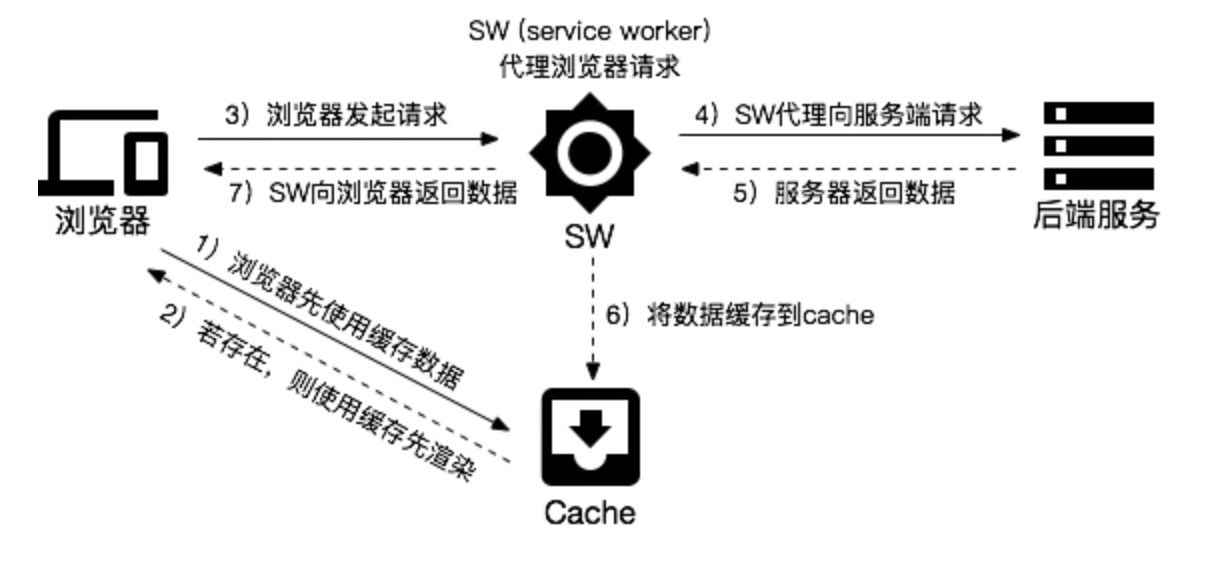 SW (service worker)
代理浏览器请求
3）浏览器发起请求
4）SW代理向服务端请求
7）SW向浏览器返回数据
5）服务器返回数据
浏览器
SW
后端服务
1）浏览器先使用缓存数据
2）若存在，则使用缓存先渲染
6）将数据缓存到cache
Cache